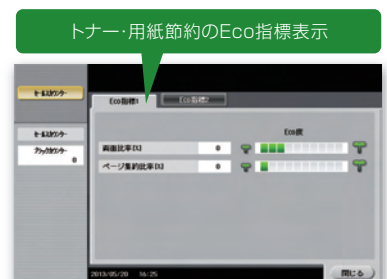 トナー・用紙節約のEco指標表示
Eco指標1
Eco指標2
Eco度
両面比率[%]
0
ページ集約比率[%]
0
0
2013/05/20 16:25
閉じる